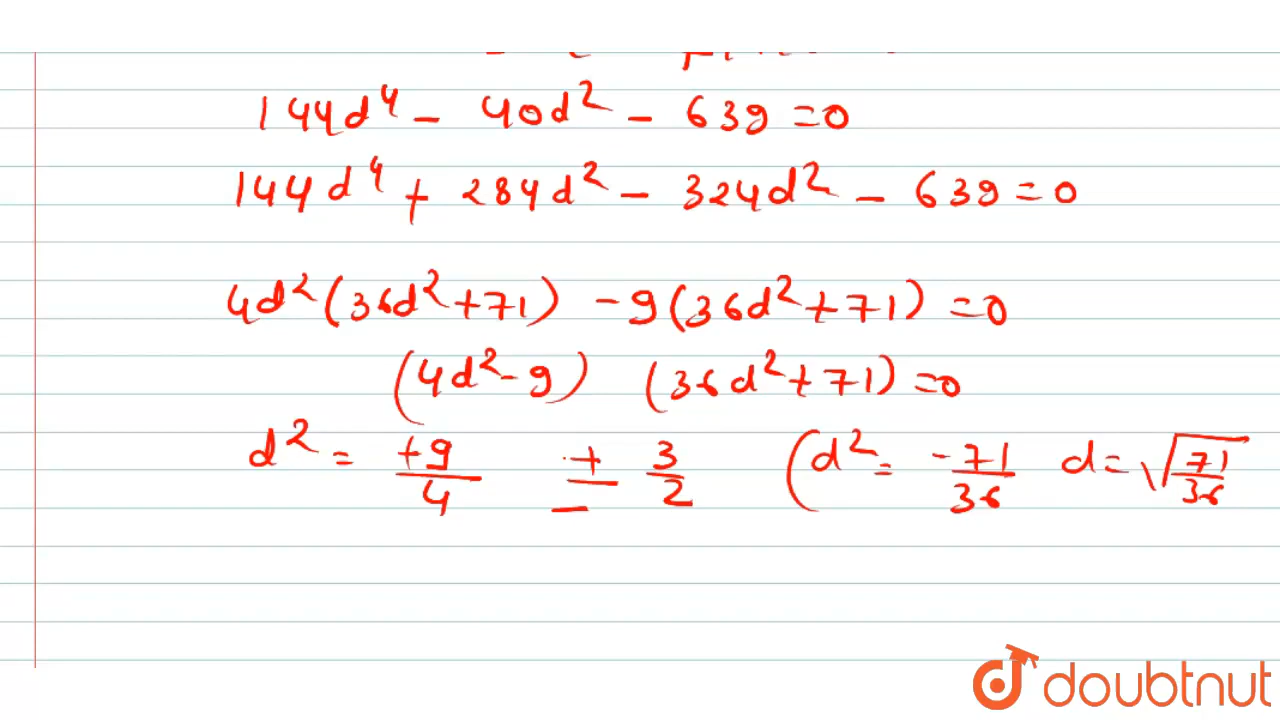 144d⁴ - 40d² - 639 = 0
144d⁴ + 284d² - 324d² - 639 = 0
4d²(36d² + 71) - 9(36d² + 71) = 0
(4d² - 9) (36d² + 71) = 0
d² = +9/4 ± 3/2 (d² = -71/36 d = √71/36
doubtnut